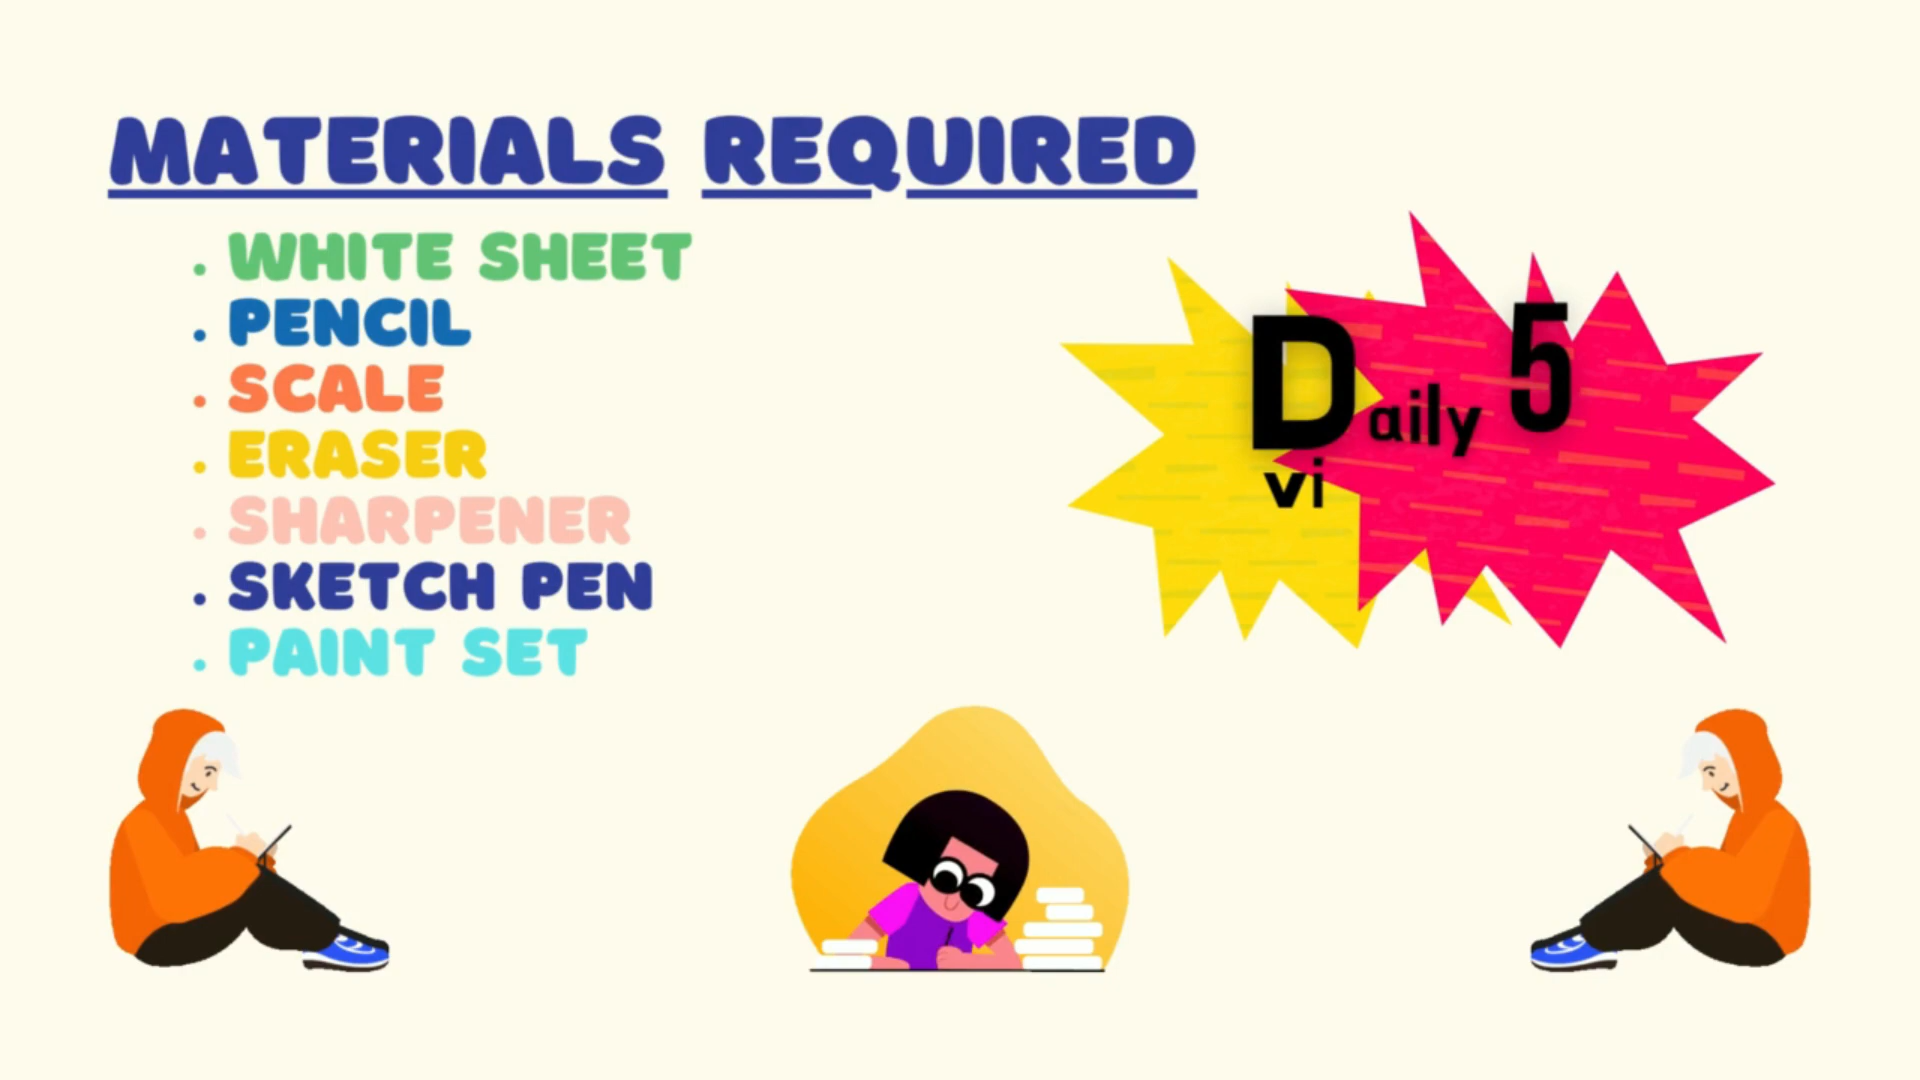 MATERIALS REQUIRED
. WHITE SHEET
. PENCIL
. SCALE
. ERASER
. SHARPENER
. SKETCH PEN
. PAINT SET
Daily 5
vi